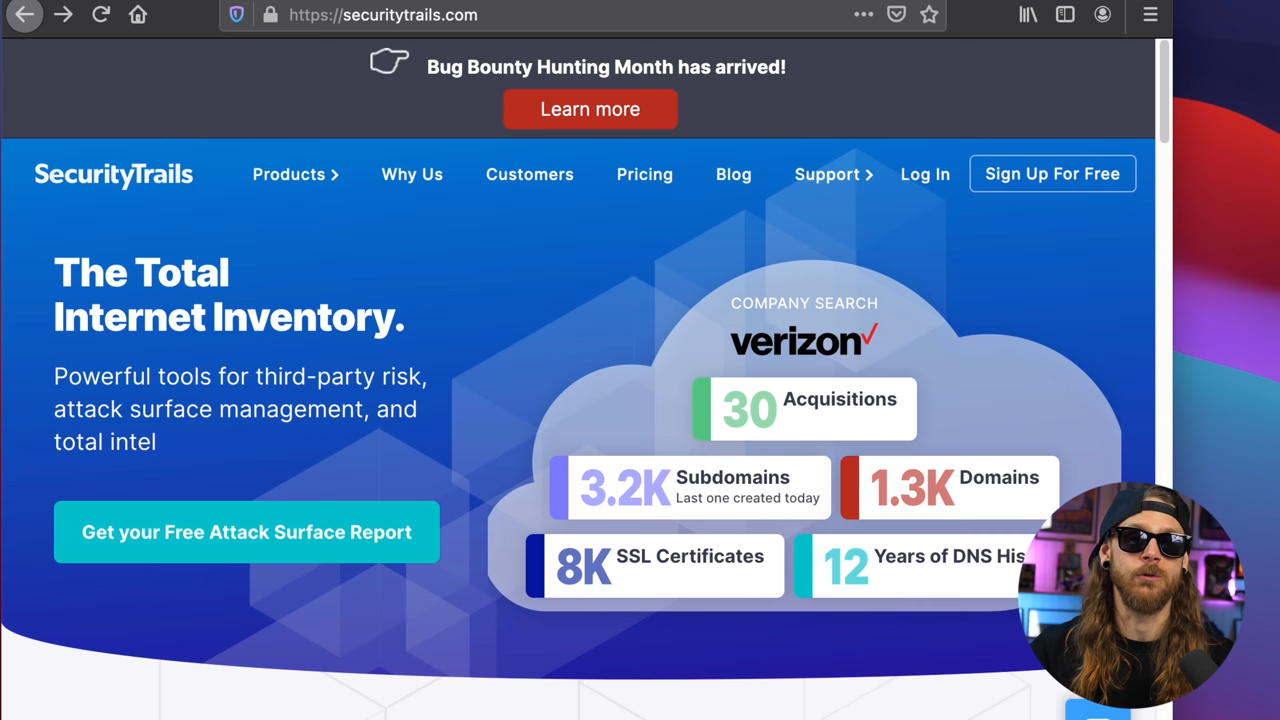 https://securitytrails.com
Bug Bounty Hunting Month has arrived!
Learn more
SecurityTrails
Products
Why Us
Customers
Pricing
Blog
Support
Log In
Sign Up For Free
The Total
Internet Inventory.
Powerful tools for third-party risk,
attack surface management, and
total intel
Get your Free Attack Surface Report
COMPANY SEARCH
verizon
30 Acquisitions
3.2K Subdomains
Last one created today
1.3K Domains
8K SSL Certificates
12 Years of DNS His